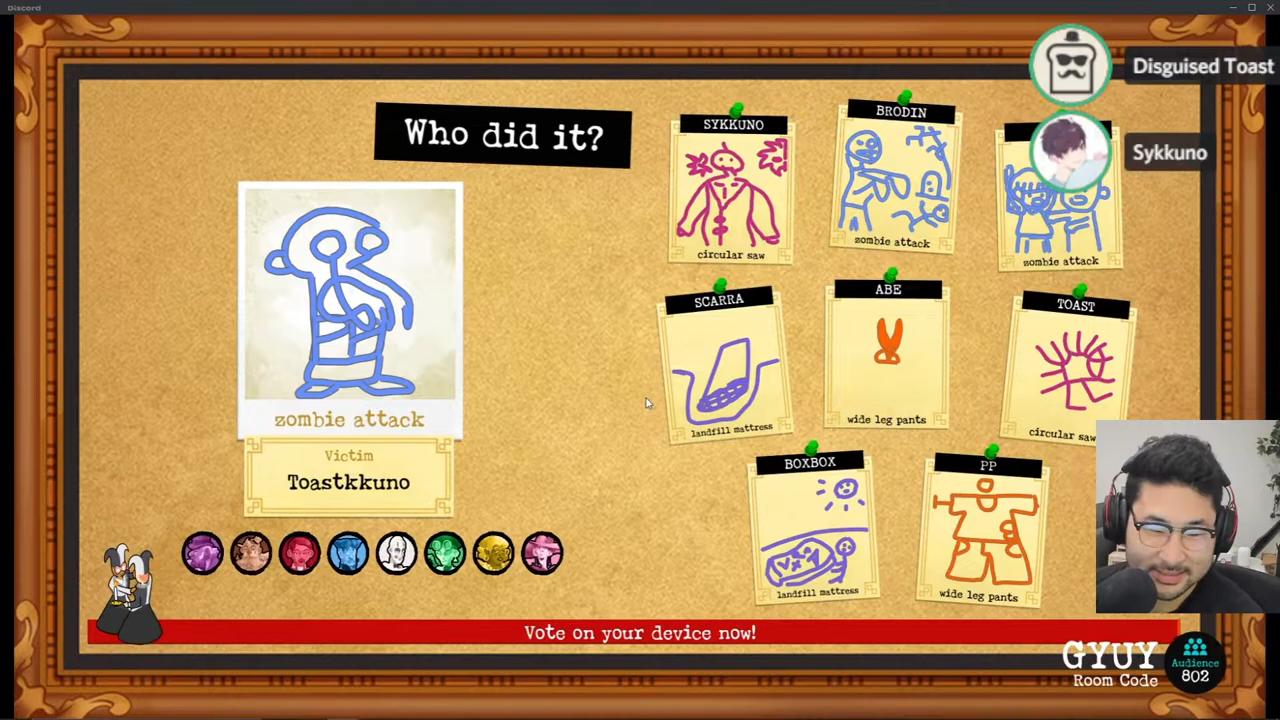 Discord
Who did it?
Disguised Toast
Sykkuno
zombie attack
Victim
Toastkkuno
SYKKUNO
circular saw
BRODIN
zombie attack
zombie attack
SCARRA
landfill mattress
ABE
wide leg pants
TOAST
circular saw
BOXBOX
landfill mattress
PP
wide leg pants
Vote on your device now!
GYUY
Room Code
Audience
802